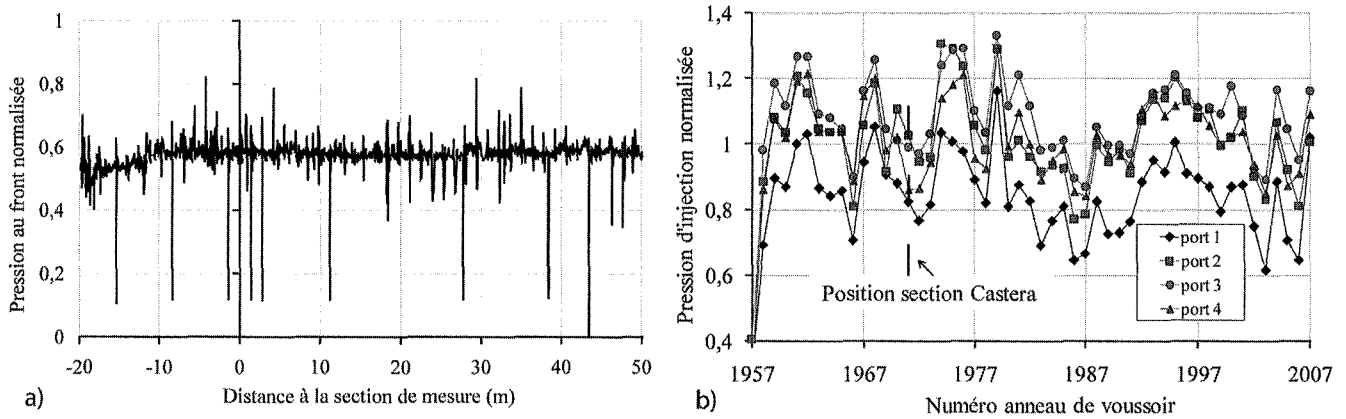 Pression au front normalisée
1
0,8
0,6
0,4
0,2
0
-20
-10
0
10
20
30
40
50
Distance à la section de mesure (m)
a)
Pression d'injection normalisée
1,4
1,2
1
0,8
0,6
0,4
1957
1967
1977
1987
1997
2007
Position section Castera
port 1
port 2
port 3
port 4
Numéro anneau de voussoir
b)